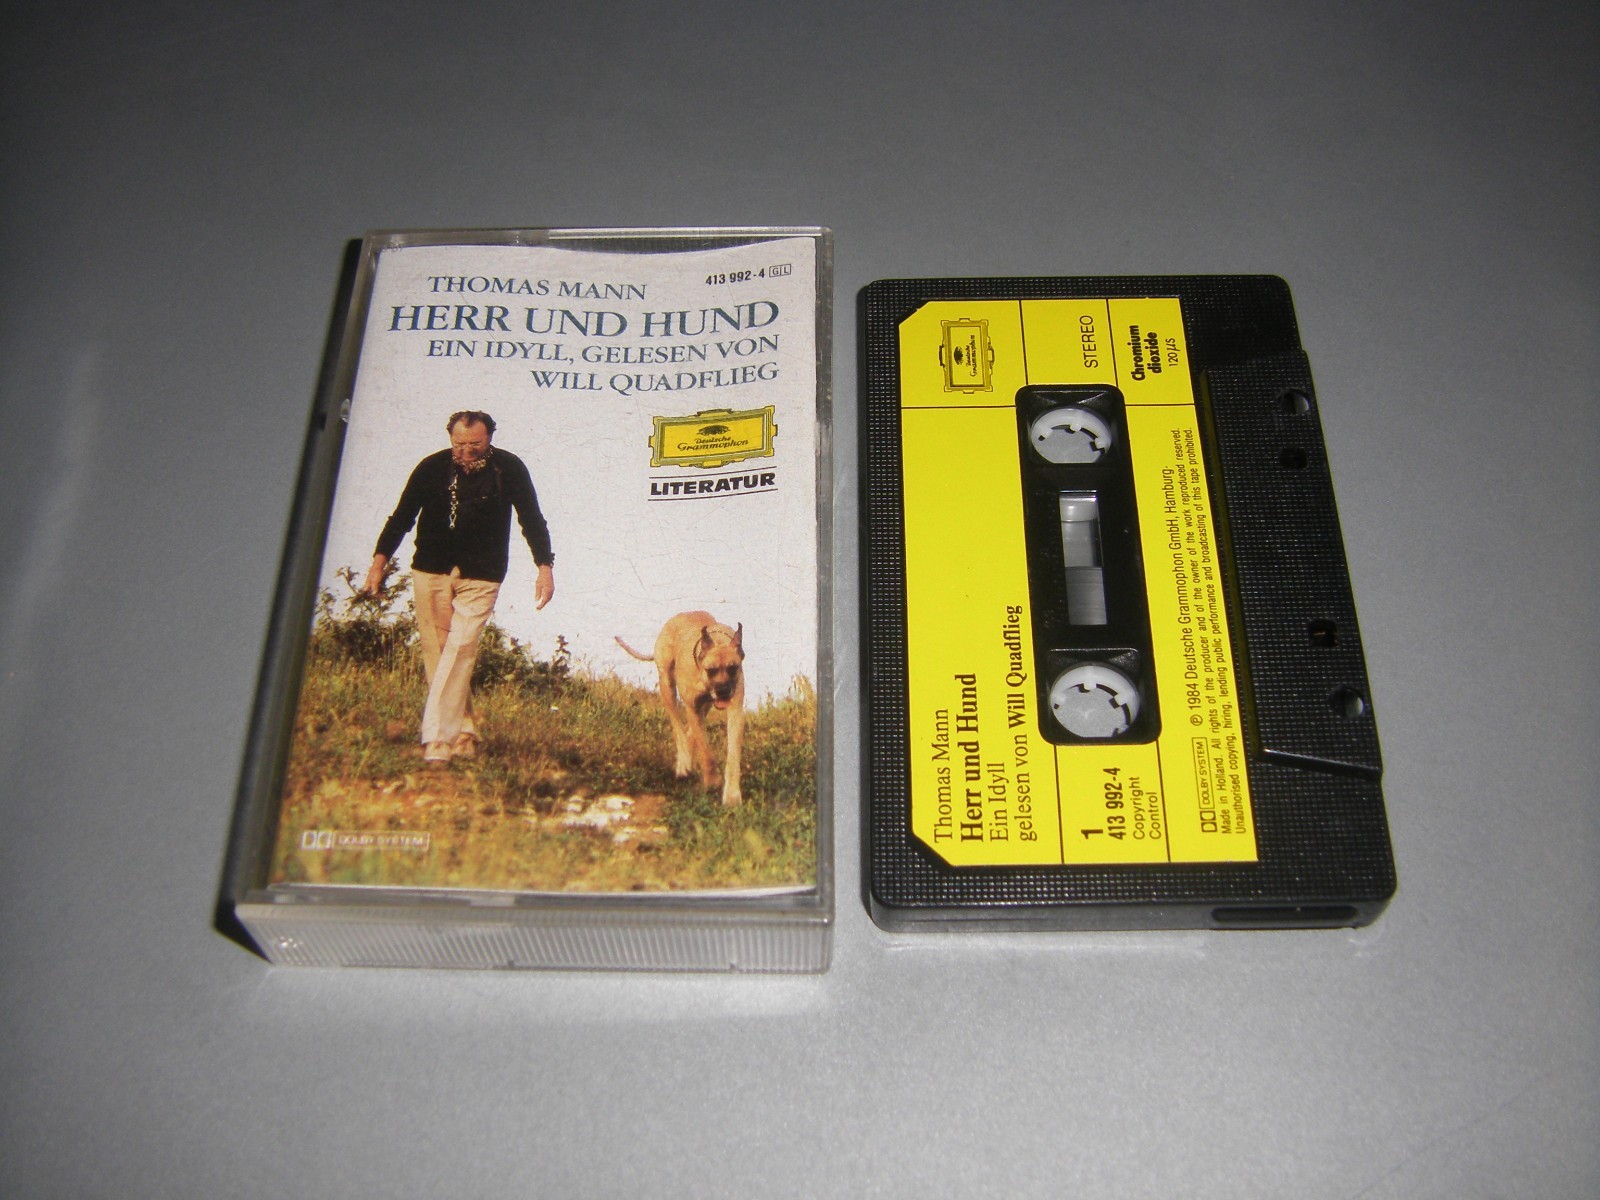 THOMAS MANN
413 992-4 GL
HERR UND HUND
EIN IDYLL, GELESEN VON
WILL QUADFLIEG
Deutsche
Grammophon
LITERATUR
DOLBY SYSTEM
Deutsche
Grammophon
STEREO
Chromium
dioxide
120 µS
Thomas Mann
Herr und Hund
Ein Idyll
gelesen von Will Quadflieg
1
413 992-4
Copyright
Control
DOLBY SYSTEM ℗ 1984 Deutsche Grammophon GmbH, Hamburg.
Made in Holland. All rights of the producer and of the owner of the work reproduced reserved.
Unauthorised copying, hiring, lending public performance and broadcasting of this tape prohibited.